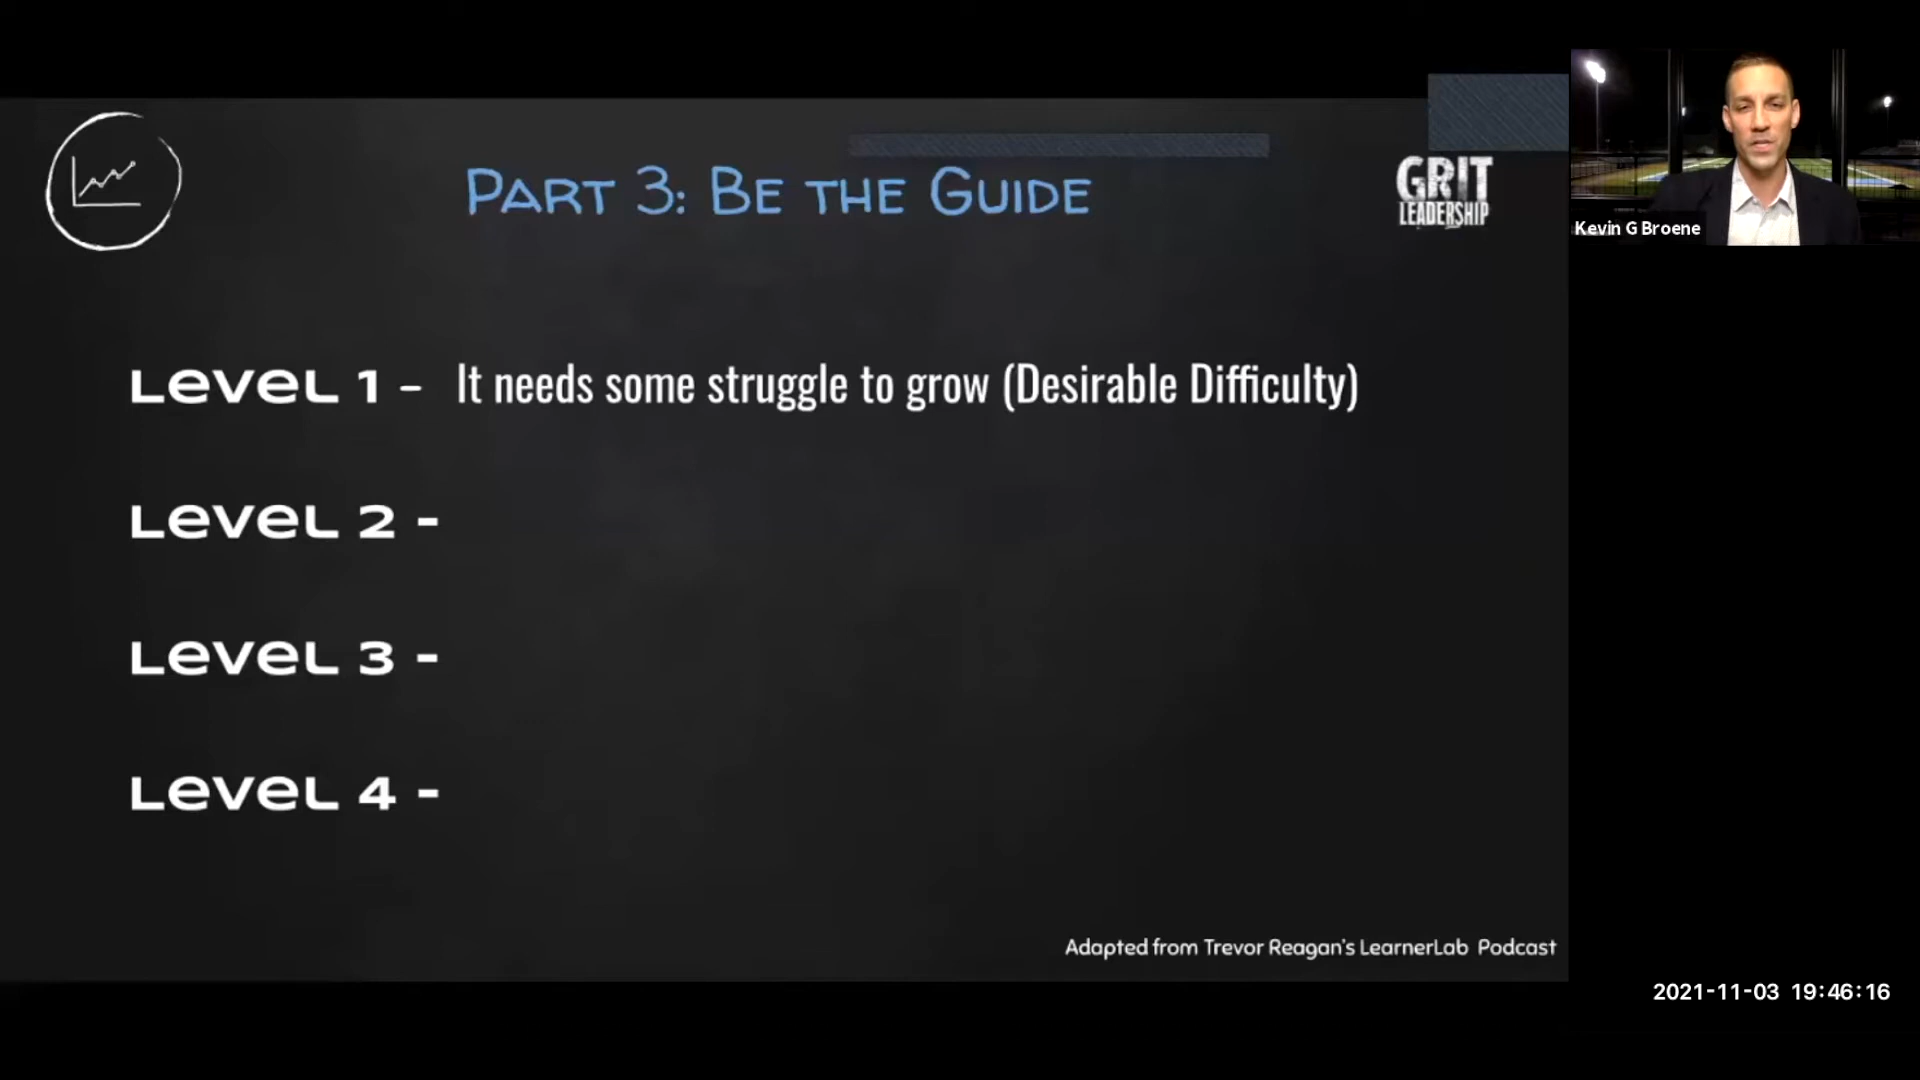 PART 3: BE THE GUIDE
GRIT
LEADERSHIP
Kevin G Broene
Level 1 - It needs some struggle to grow (Desirable Difficulty)
Level 2 -
Level 3 -
Level 4 -
Adapted from Trevor Reagan's LearnerLab Podcast
2021-11-03 19:46:16